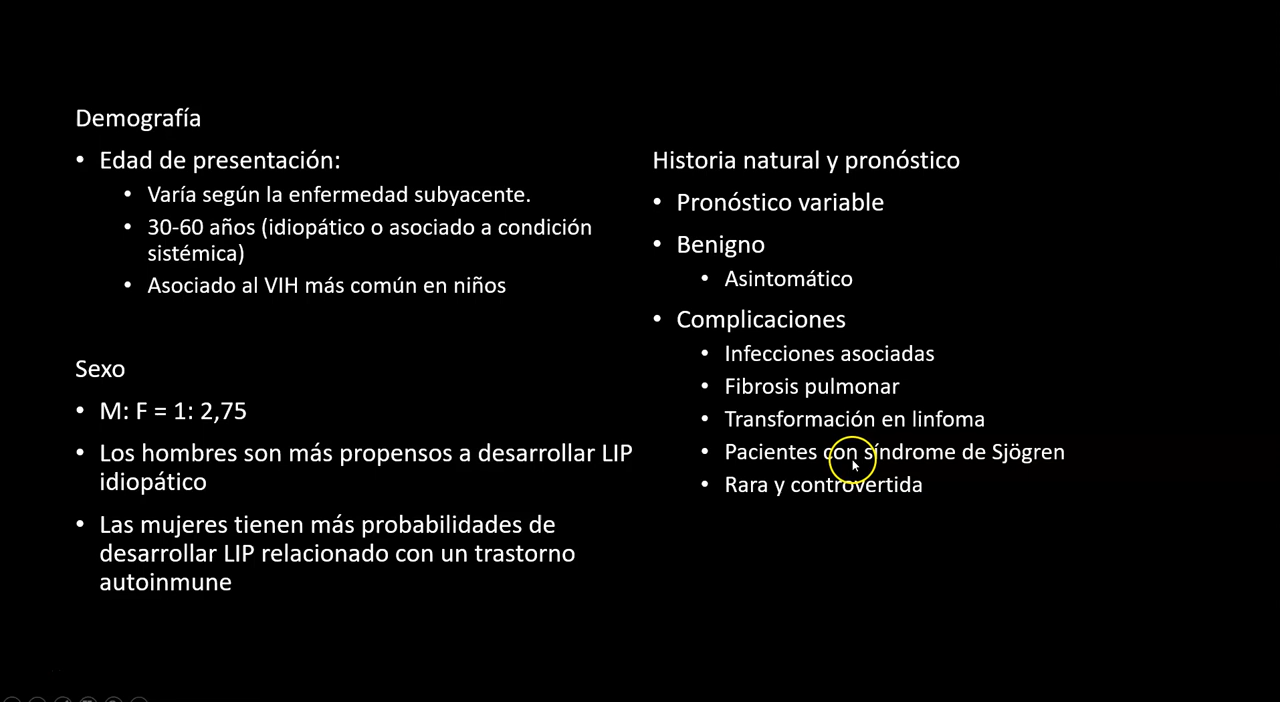 Demografía
• Edad de presentación:
• Varía según la enfermedad subyacente.
• 30-60 años (idiopático o asociado a condición
sistémica)
• Asociado al VIH más común en niños
Sexo
• M: F = 1: 2,75
• Los hombres son más propensos a desarrollar LIP
idiopático
• Las mujeres tienen más probabilidades de
desarrollar LIP relacionado con un trastorno
autoinmune
Historia natural y pronóstico
• Pronóstico variable
• Benigno
• Asintomático
• Complicaciones
• Infecciones asociadas
• Fibrosis pulmonar
• Transformación en linfoma
• Pacientes con síndrome de Sjögren
• Rara y controvertida